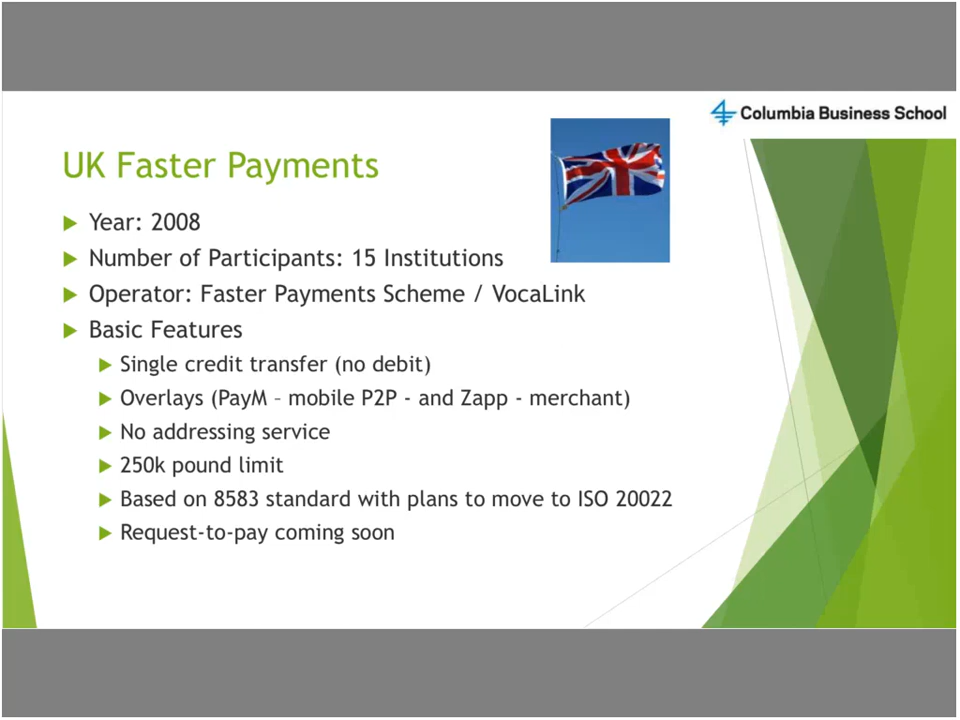 Columbia Business School
UK Faster Payments
Year: 2008
Number of Participants: 15 Institutions
Operator: Faster Payments Scheme / VocaLink
Basic Features
Single credit transfer (no debit)
Overlays (PayM – mobile P2P - and Zapp - merchant)
No addressing service
250k pound limit
Based on 8583 standard with plans to move to ISO 20022
Request-to-pay coming soon